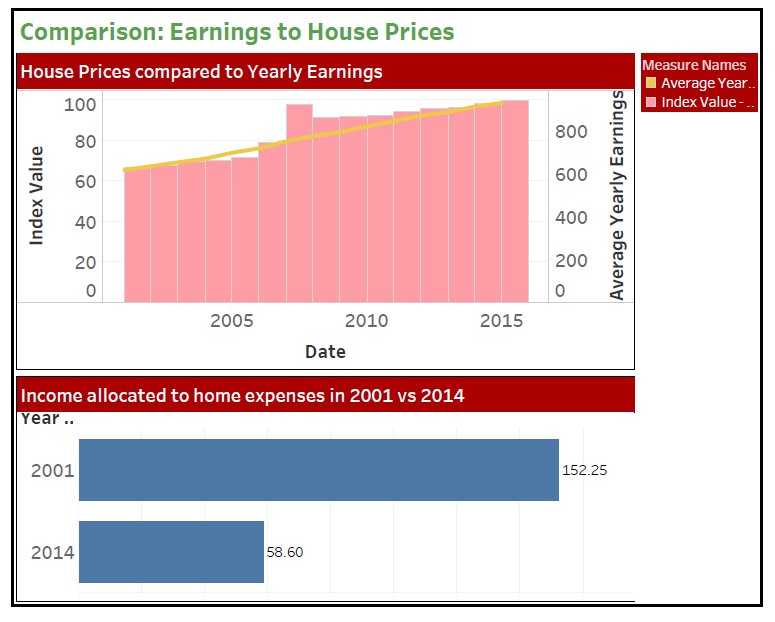 Comparison: Earnings to House Prices
House Prices compared to Yearly Earnings
Measure Names
Average Year..
Index Value - ..
Index Value
100
80
60
40
20
0
800
600
400
200
0
Average Yearly Earnings
2005 2010 2015
Date
Income allocated to home expenses in 2001 vs 2014
Year ..
2001 152.25
2014 58.60